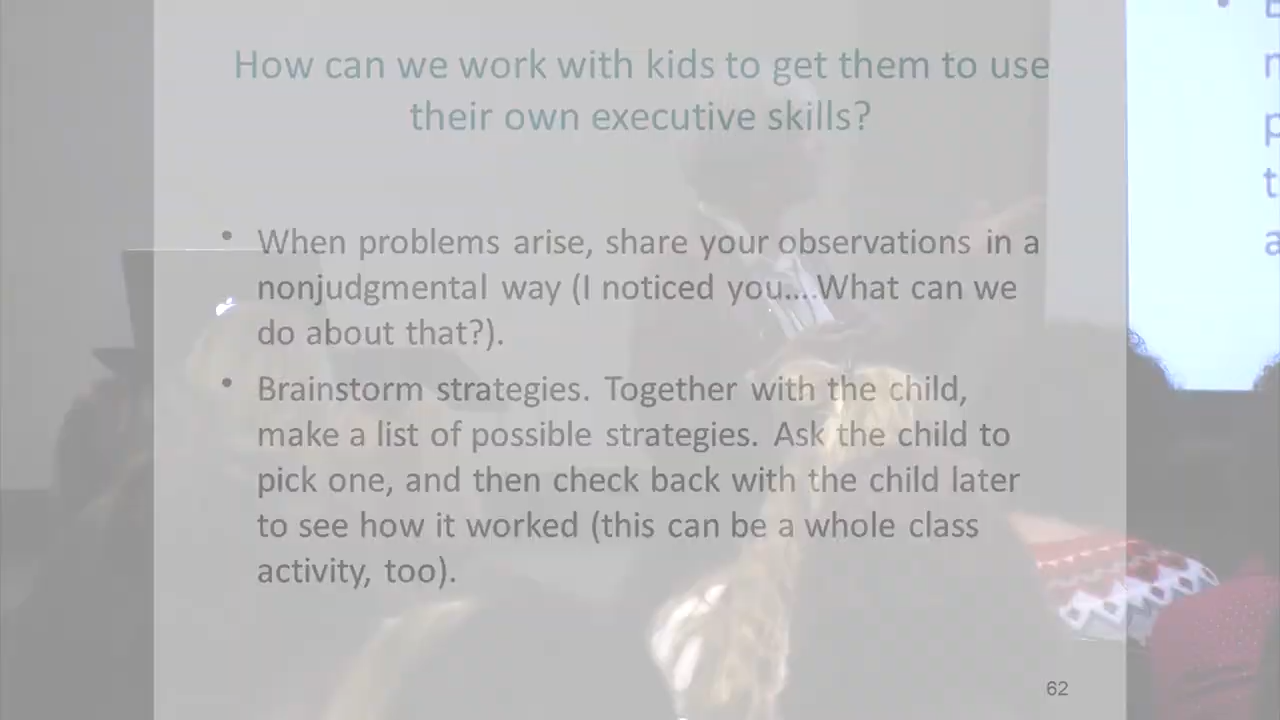 How can we work with kids to get them to use
their own executive skills?
• When problems arise, share your observations in a
nonjudgmental way (I noticed you....What can we
do about that?).
• Brainstorm strategies. Together with the child,
make a list of possible strategies. Ask the child to
pick one, and then check back with the child later
to see how it worked (this can be a whole class
activity, too).
62